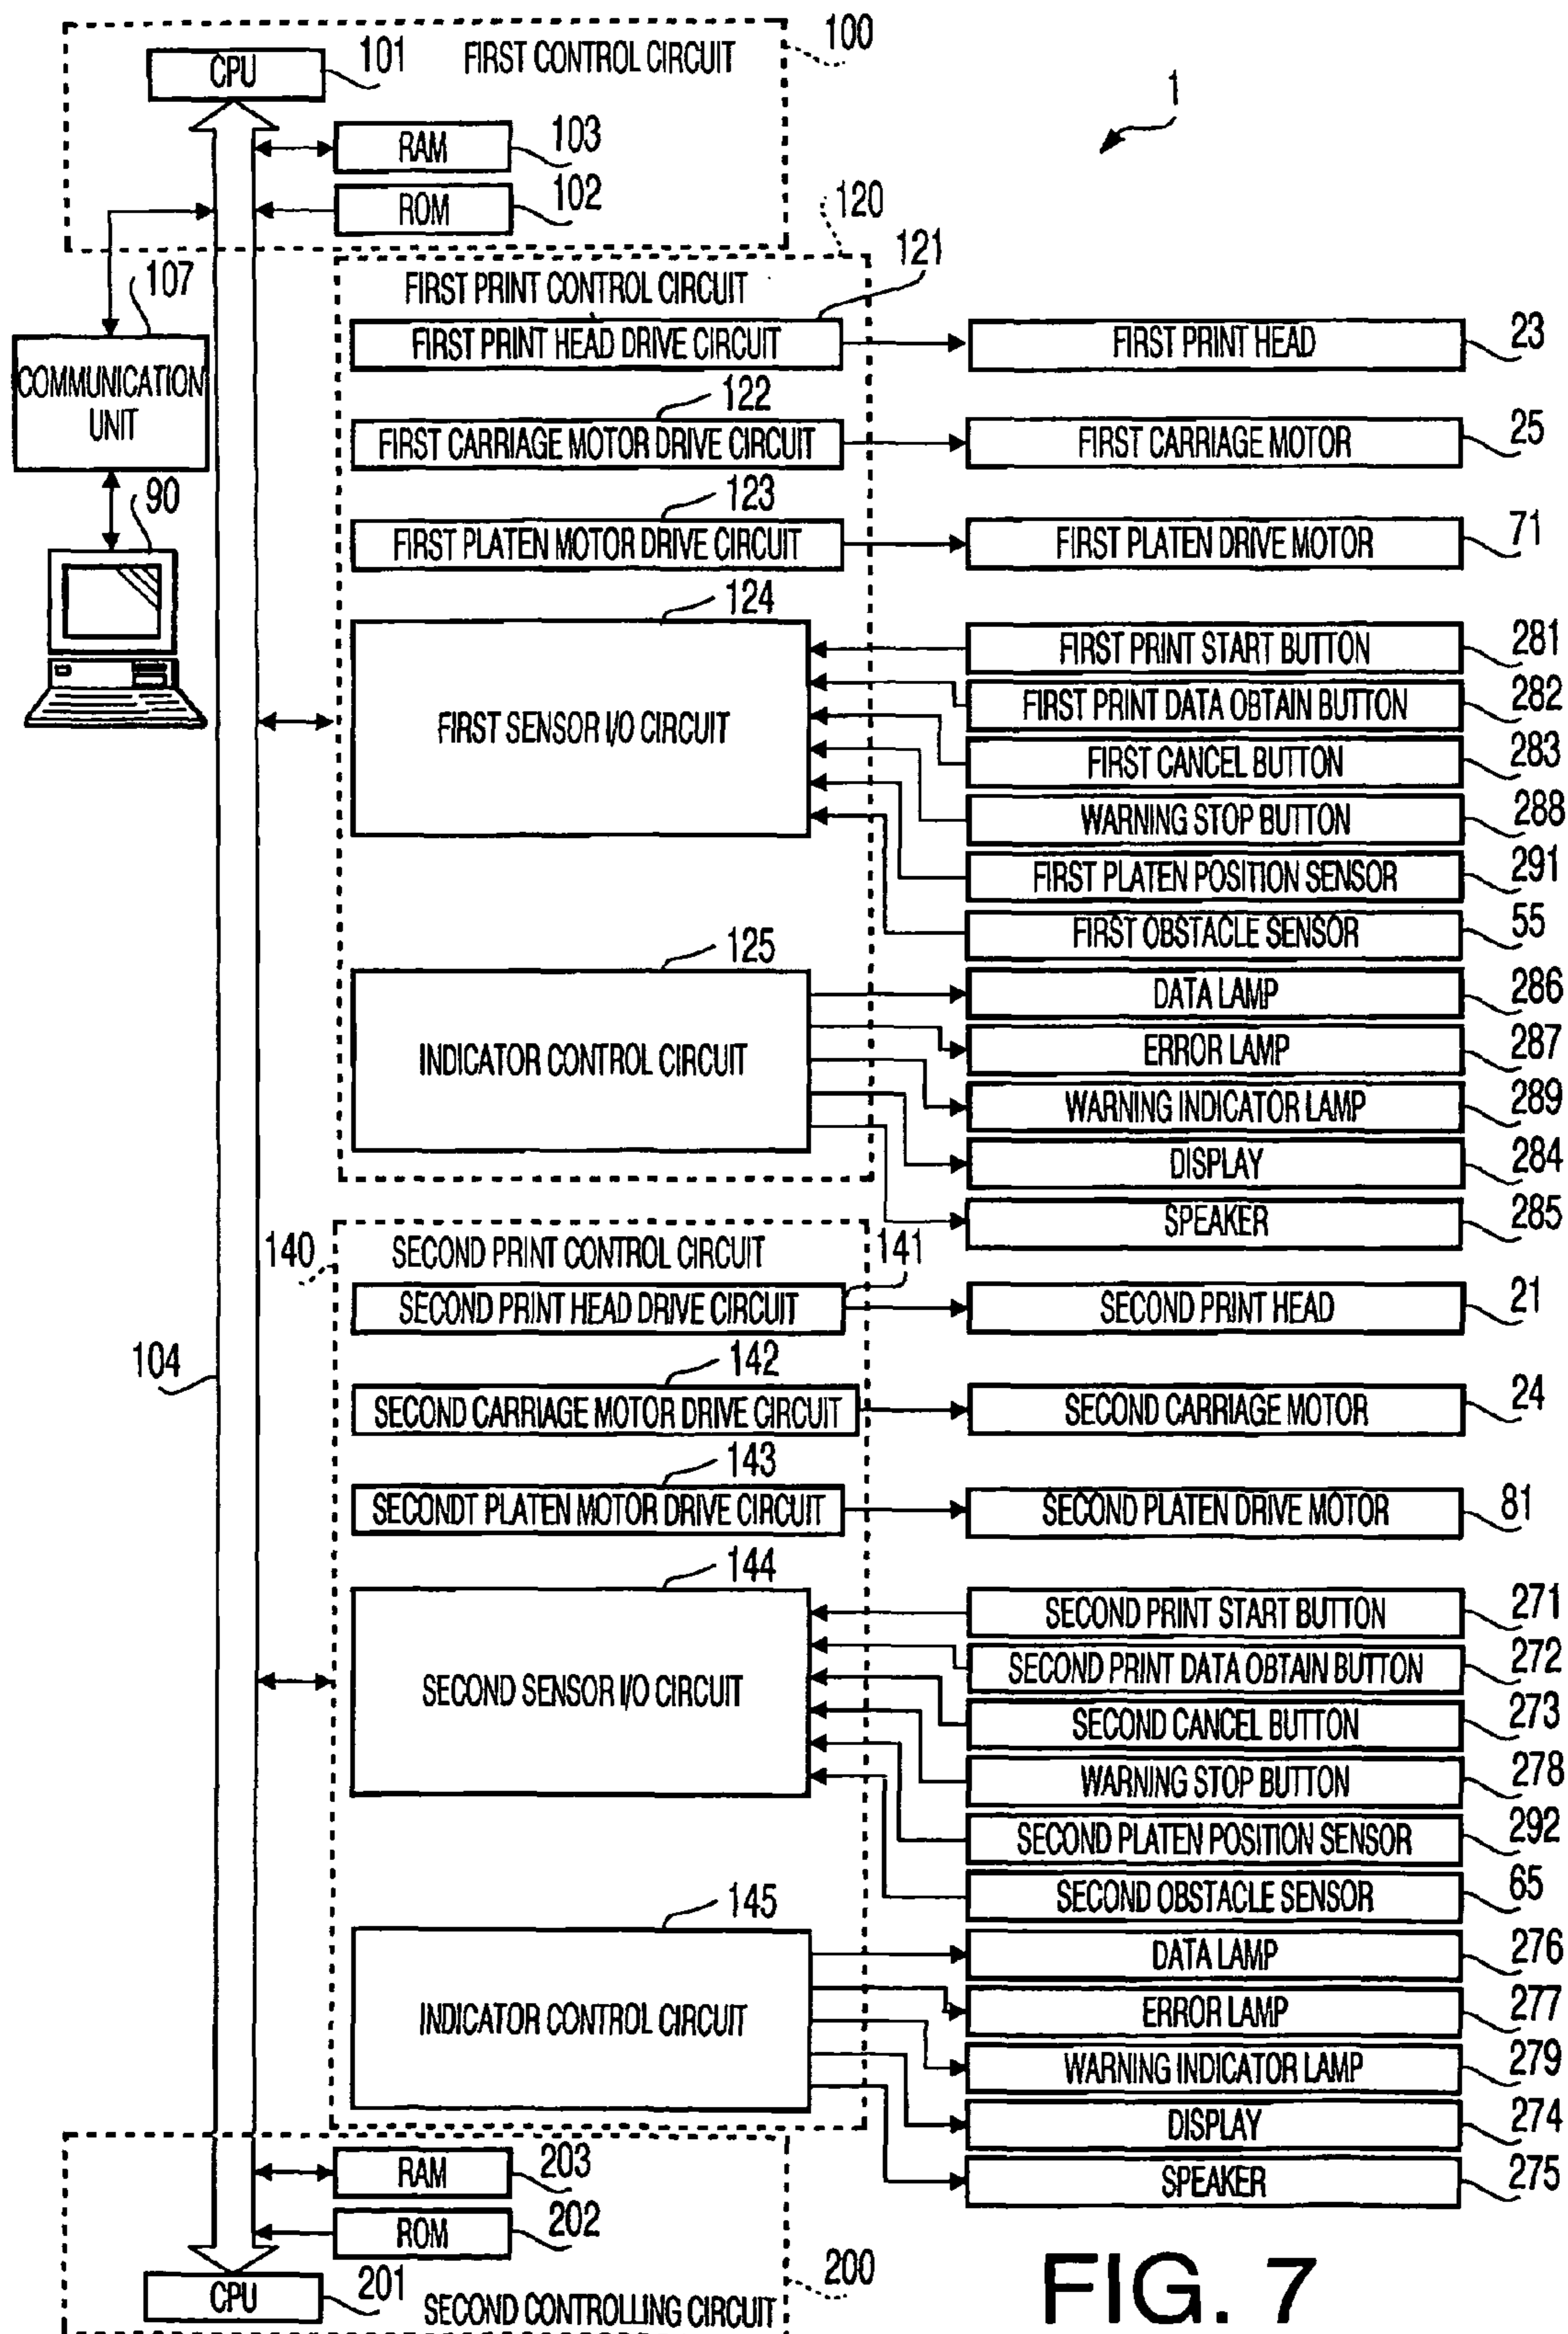 FIRST CONTROL CIRCUIT
100
CPU
101
1
RAM
103
ROM
102
120
121
107
COMMUNICATION
UNIT
90
FIRST PRINT CONTROL CIRCUIT
FIRST PRINT HEAD DRIVE CIRCUIT
FIRST PRINT HEAD
23
122
FIRST CARRIAGE MOTOR DRIVE CIRCUIT
FIRST CARRIAGE MOTOR
25
123
FIRST PLATEN MOTOR DRIVE CIRCUIT
FIRST PLATEN DRIVE MOTOR
71
124
FIRST SENSOR I/O CIRCUIT
FIRST PRINT START BUTTON
281
FIRST PRINT DATA OBTAIN BUTTON
282
FIRST CANCEL BUTTON
283
WARNING STOP BUTTON
288
FIRST PLATEN POSITION SENSOR
291
FIRST OBSTACLE SENSOR
55
125
INDICATOR CONTROL CIRCUIT
DATA LAMP
286
ERROR LAMP
287
WARNING INDICATOR LAMP
289
DISPLAY
284
SPEAKER
285
140
SECOND PRINT CONTROL CIRCUIT
141
SECOND PRINT HEAD DRIVE CIRCUIT
SECOND PRINT HEAD
21
104
142
SECOND CARRIAGE MOTOR DRIVE CIRCUIT
SECOND CARRIAGE MOTOR
24
143
SECONDT PLATEN MOTOR DRIVE CIRCUIT
SECOND PLATEN DRIVE MOTOR
81
144
SECOND SENSOR I/O CIRCUIT
SECOND PRINT START BUTTON
271
SECOND PRINT DATA OBTAIN BUTTON
272
SECOND CANCEL BUTTON
273
WARNING STOP BUTTON
278
SECOND PLATEN POSITION SENSOR
292
SECOND OBSTACLE SENSOR
65
145
INDICATOR CONTROL CIRCUIT
DATA LAMP
276
ERROR LAMP
277
WARNING INDICATOR LAMP
279
DISPLAY
274
SPEAKER
275
RAM
203
ROM
202
CPU
201
200
SECOND CONTROLLING CIRCUIT
FIG. 7